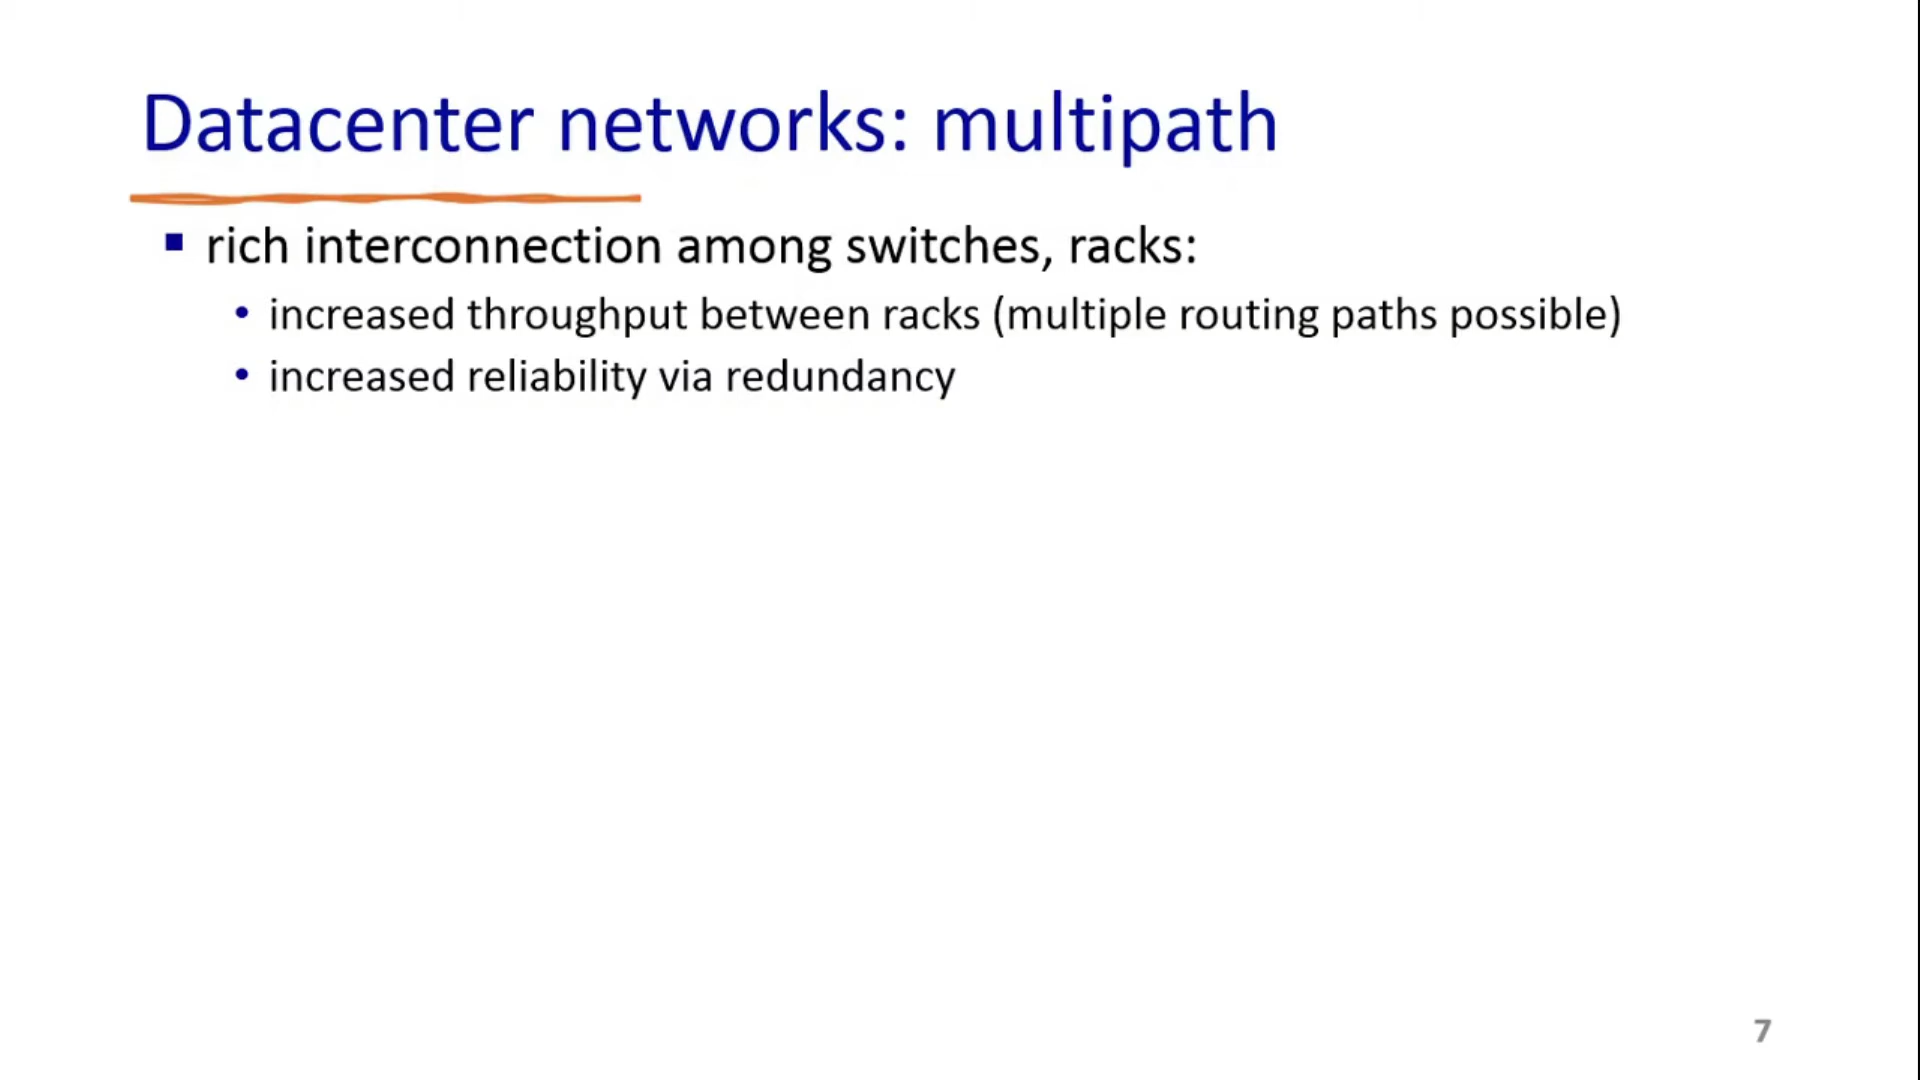 Datacenter networks: multipath
▪ rich interconnection among switches, racks:
• increased throughput between racks (multiple routing paths possible)
• increased reliability via redundancy
7